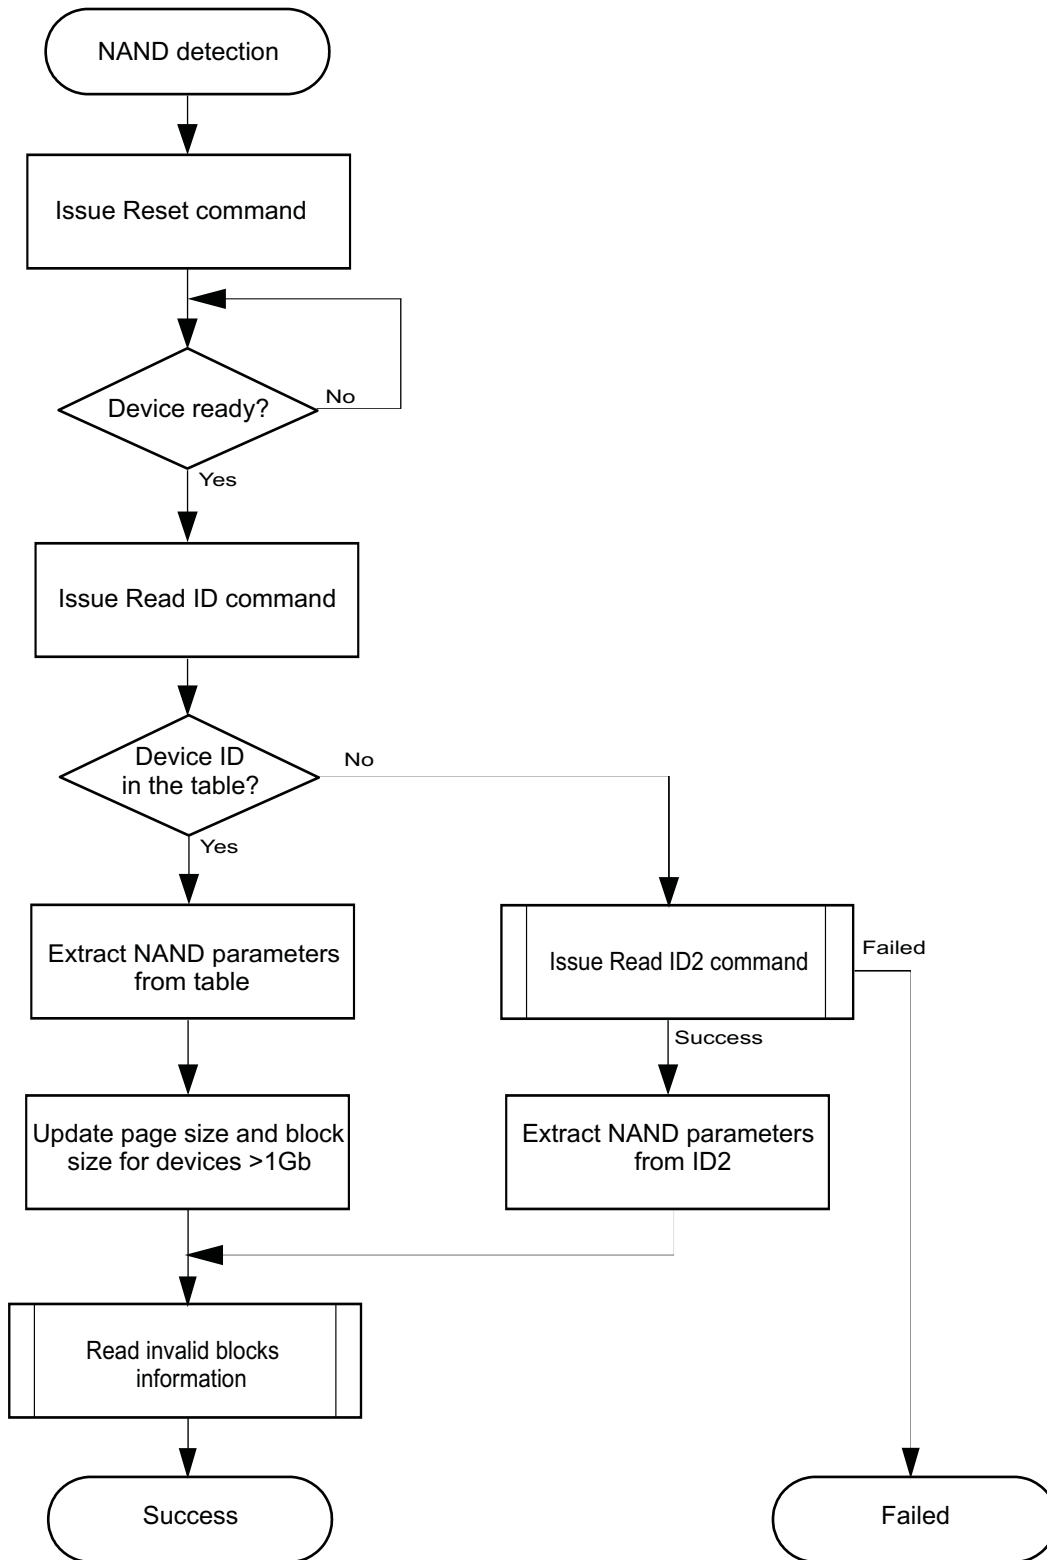 NAND detection
Issue Reset command
Device ready?
No
Yes
Issue Read ID command
Device ID
in the table?
No
Yes
Extract NAND parameters
from table
Issue Read ID2 command
Failed
Success
Update page size and block
size for devices >1Gb
Extract NAND parameters
from ID2
Read invalid blocks
information
Success
Failed